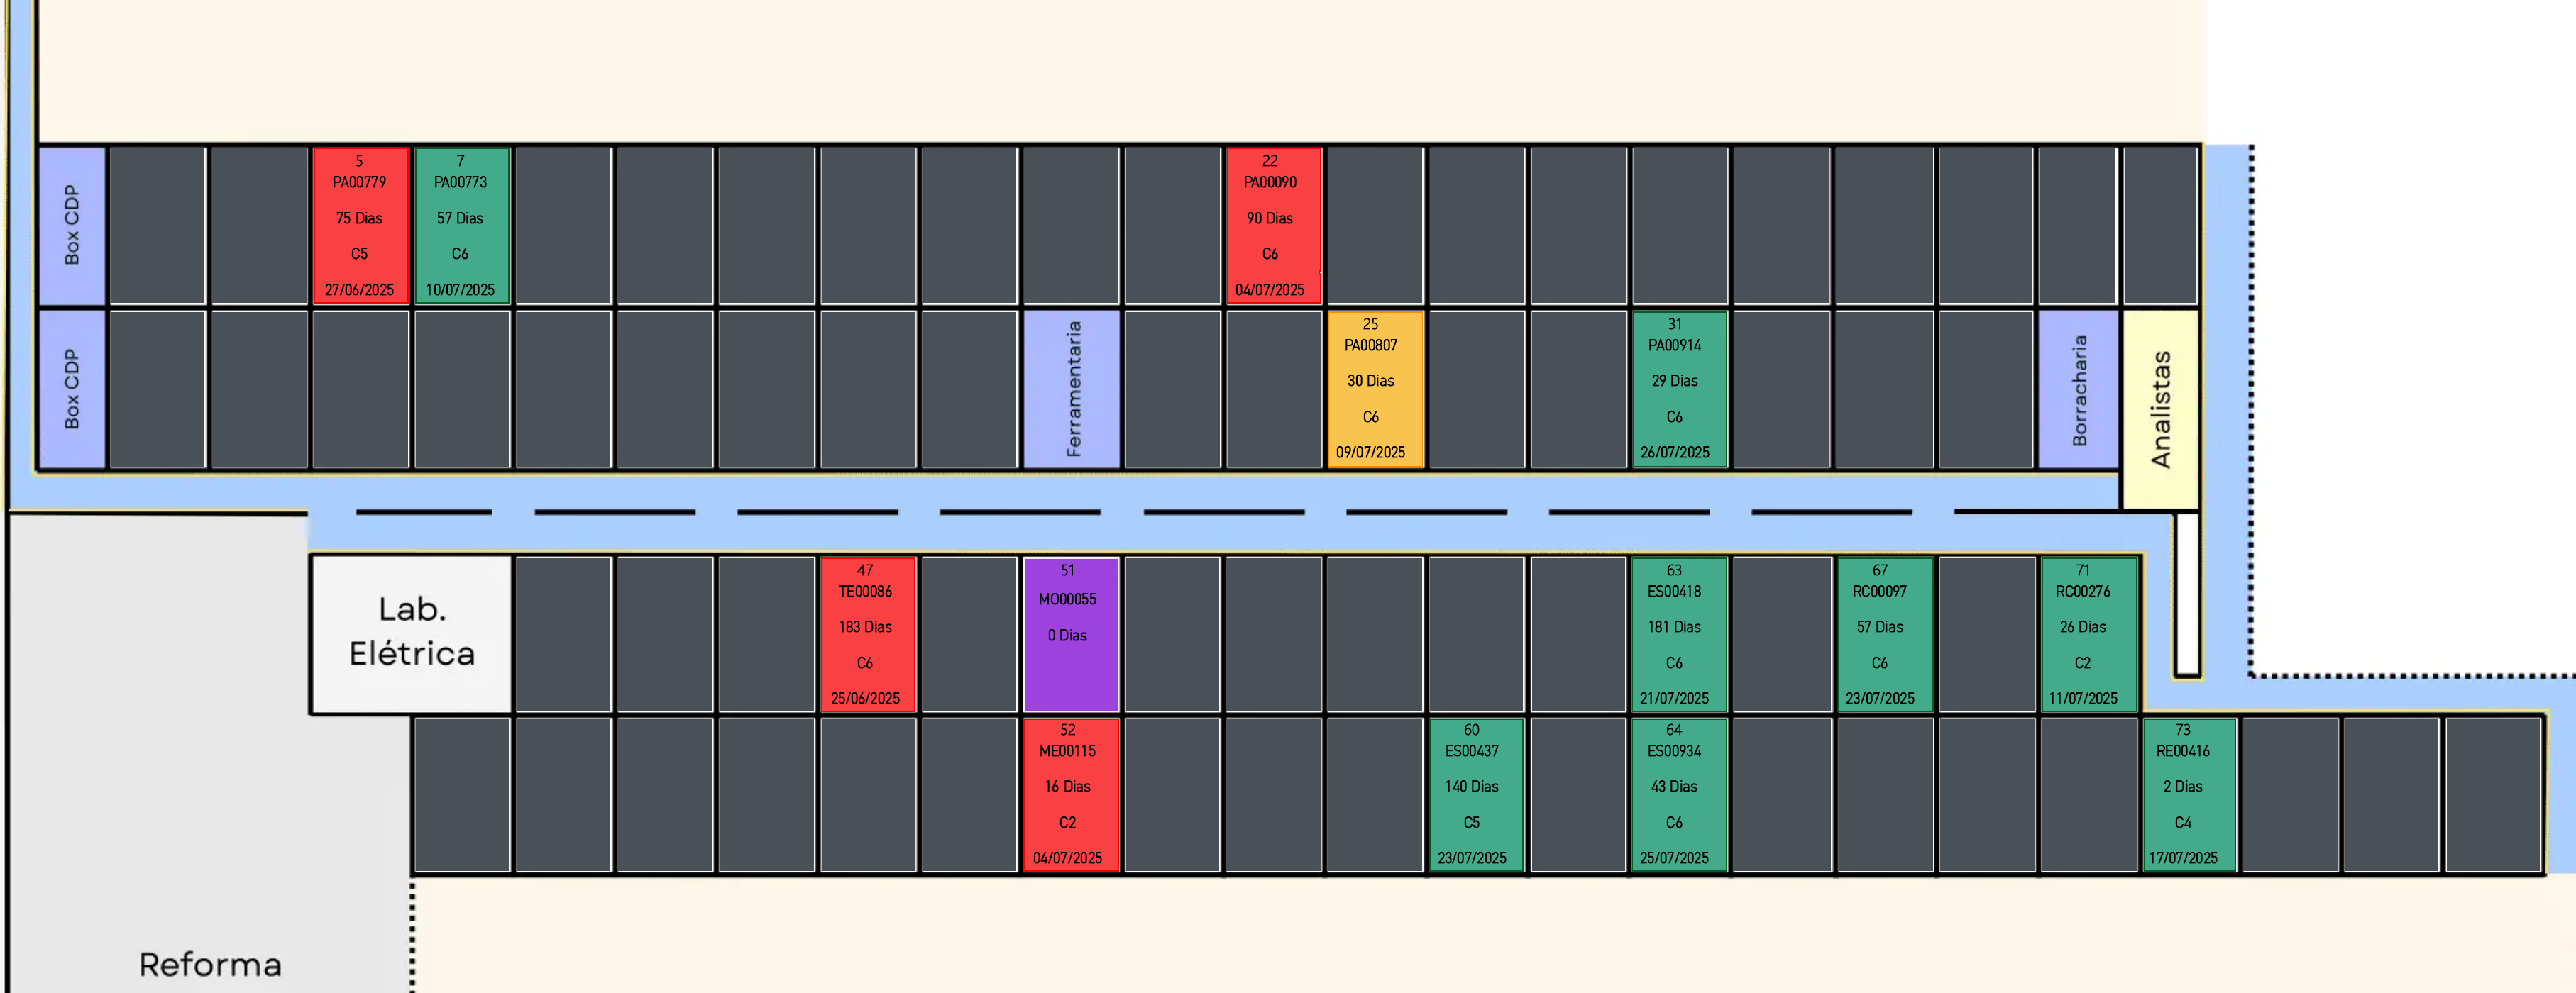 Box CDP
5
PA00779
75 Dias
C5
27/06/2025
7
PA00773
57 Dias
C6
10/07/2025
22
PA00090
90 Dias
C6
04/07/2025
Box CDP
Ferramentaria
25
PA00807
30 Dias
C6
09/07/2025
31
PA00914
29 Dias
C6
26/07/2025
Borracharia
Analistas
Lab.
Elétrica
47
TE00086
183 Dias
C6
25/06/2025
51
MO00055
0 Dias
63
ES00418
181 Dias
C6
21/07/2025
67
RC00097
57 Dias
C6
23/07/2025
71
RC00276
26 Dias
C2
11/07/2025
52
ME00115
16 Dias
C2
04/07/2025
60
ES00437
140 Dias
C5
23/07/2025
64
ES00934
43 Dias
C6
25/07/2025
73
RE00416
2 Dias
C4
17/07/2025
Reforma